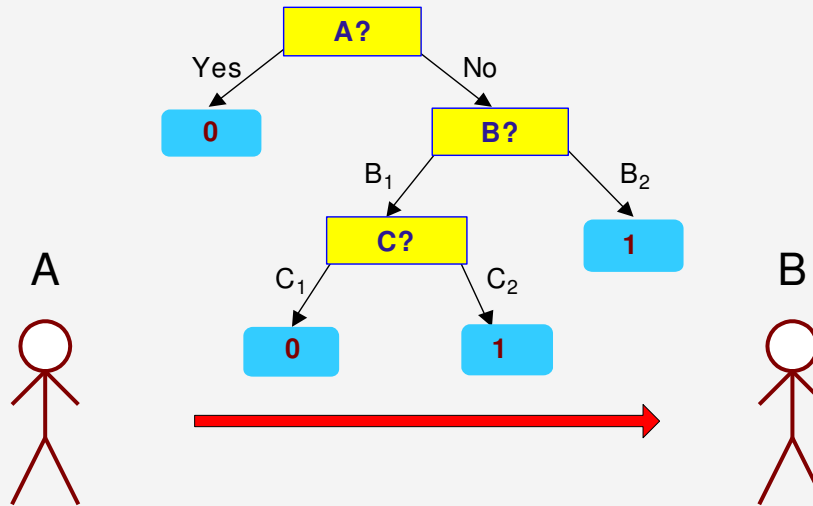 A?
Yes
No
0
B?
B₁
B₂
C?
1
A
B
C₁
C₂
0
1